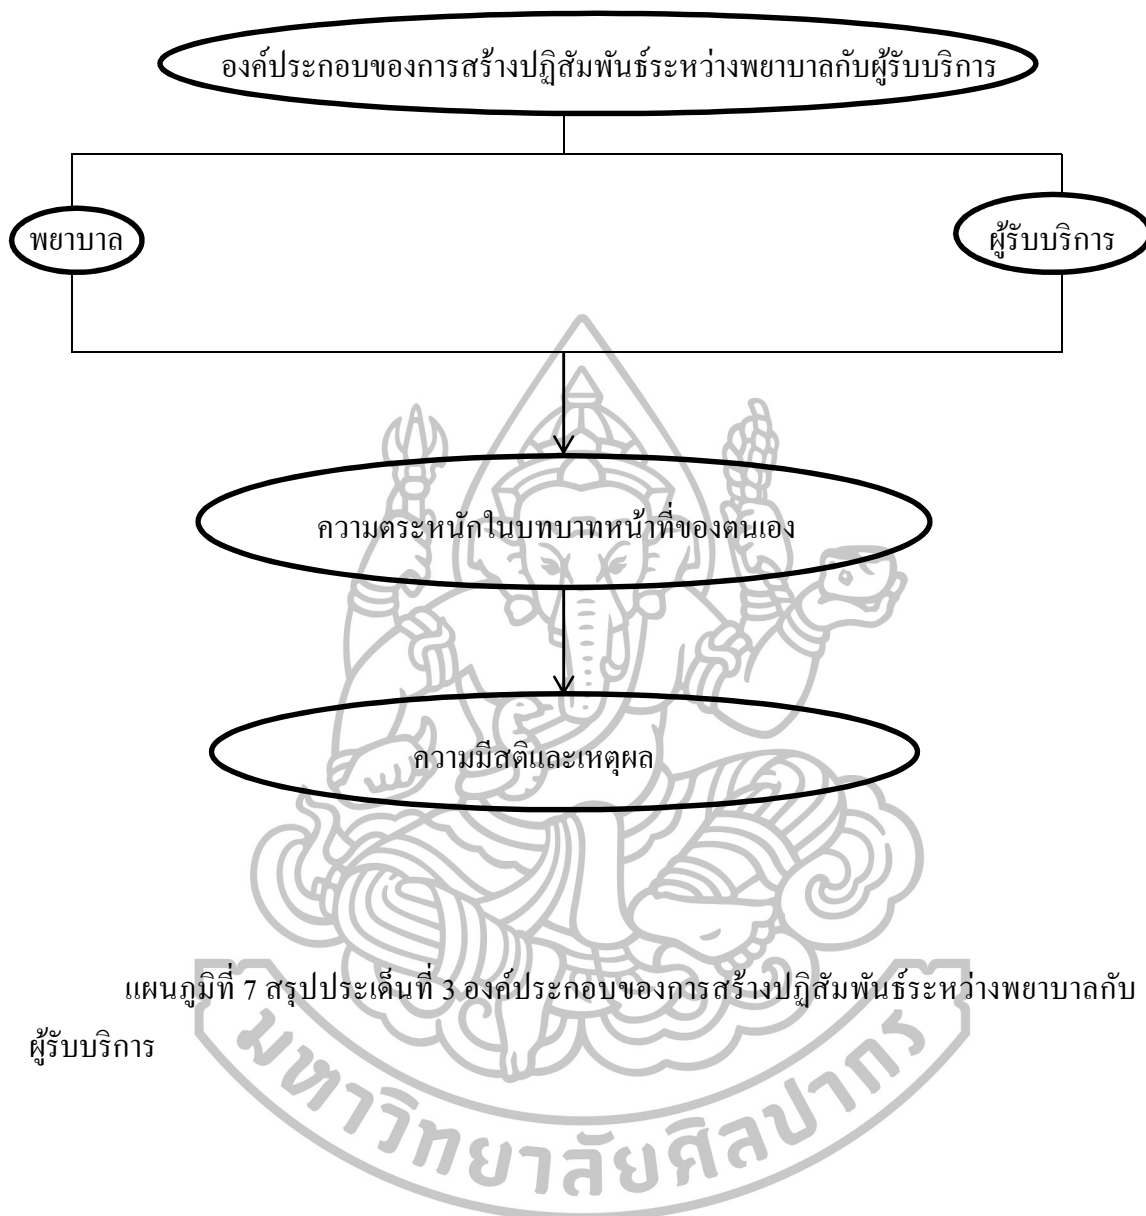 องค์ประกอบของการสร้างปฏิสัมพันธ์ระหว่างพยาบาลกับผู้รับบริการ
พยาบาล
ผู้รับบริการ
ความตระหนักในบทบาทหน้าที่ของตนเอง
ความมีสติและเหตุผล
แผนภูมิที่ 7 สรุปประเด็นที่ 3 องค์ประกอบของการสร้างปฏิสัมพันธ์ระหว่างพยาบาลกับ
ผู้รับบริการ
มหาวิทยาลัยศิลปากร